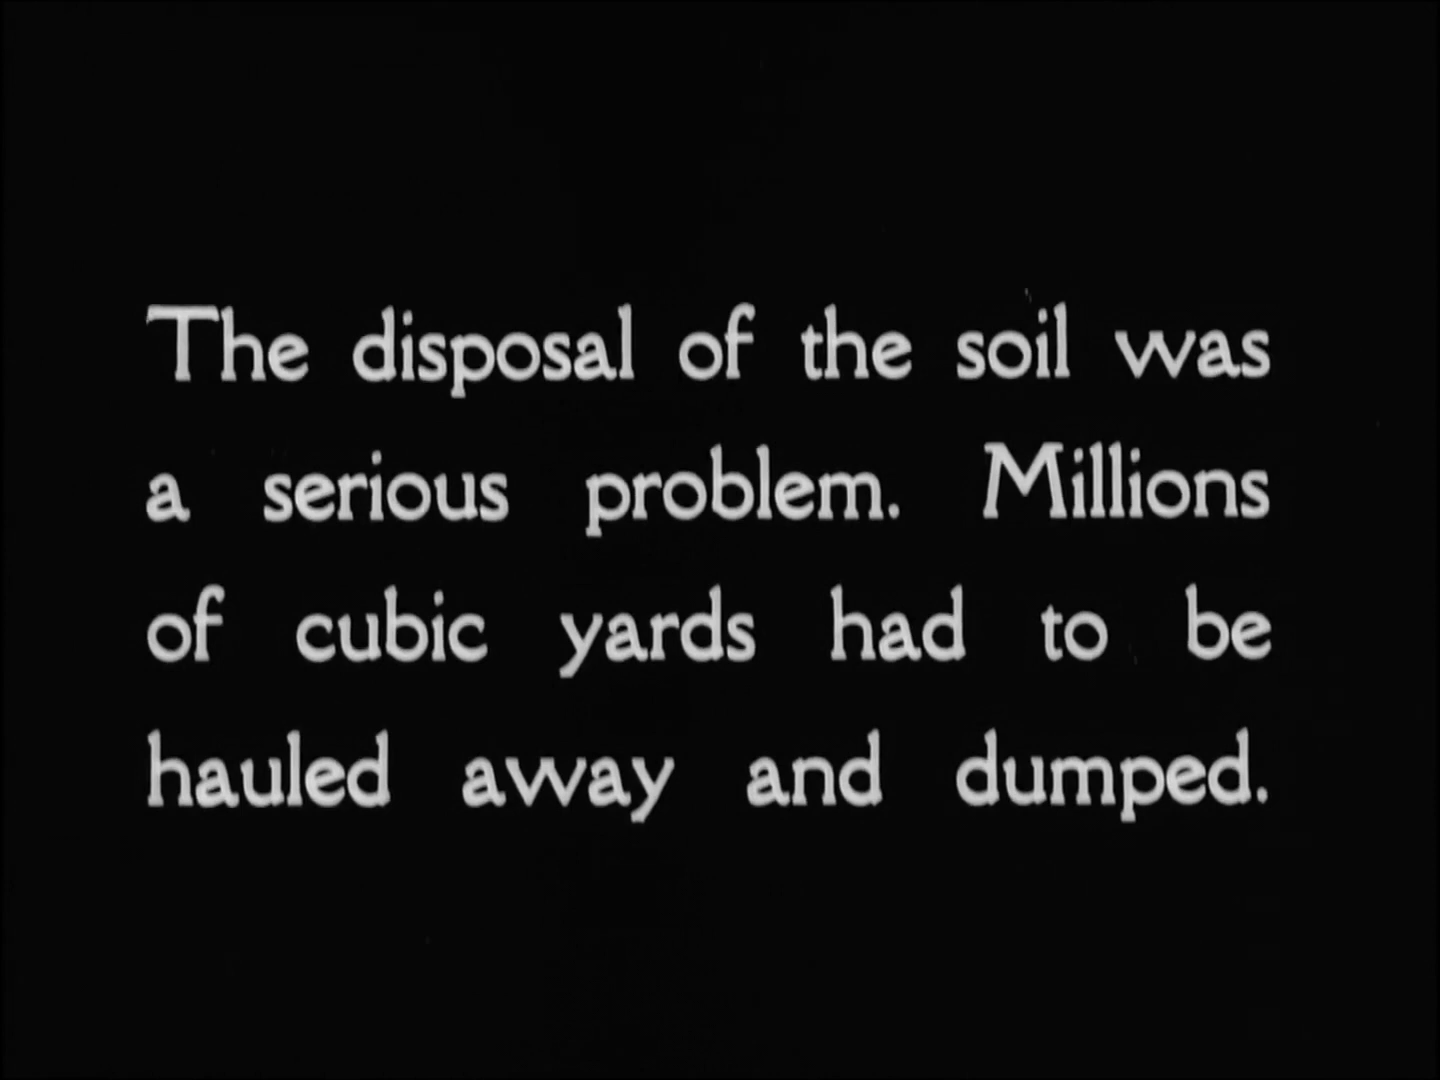 The disposal of the soil was
a serious problem. Millions
of cubic yards had to be
hauled away and dumped.